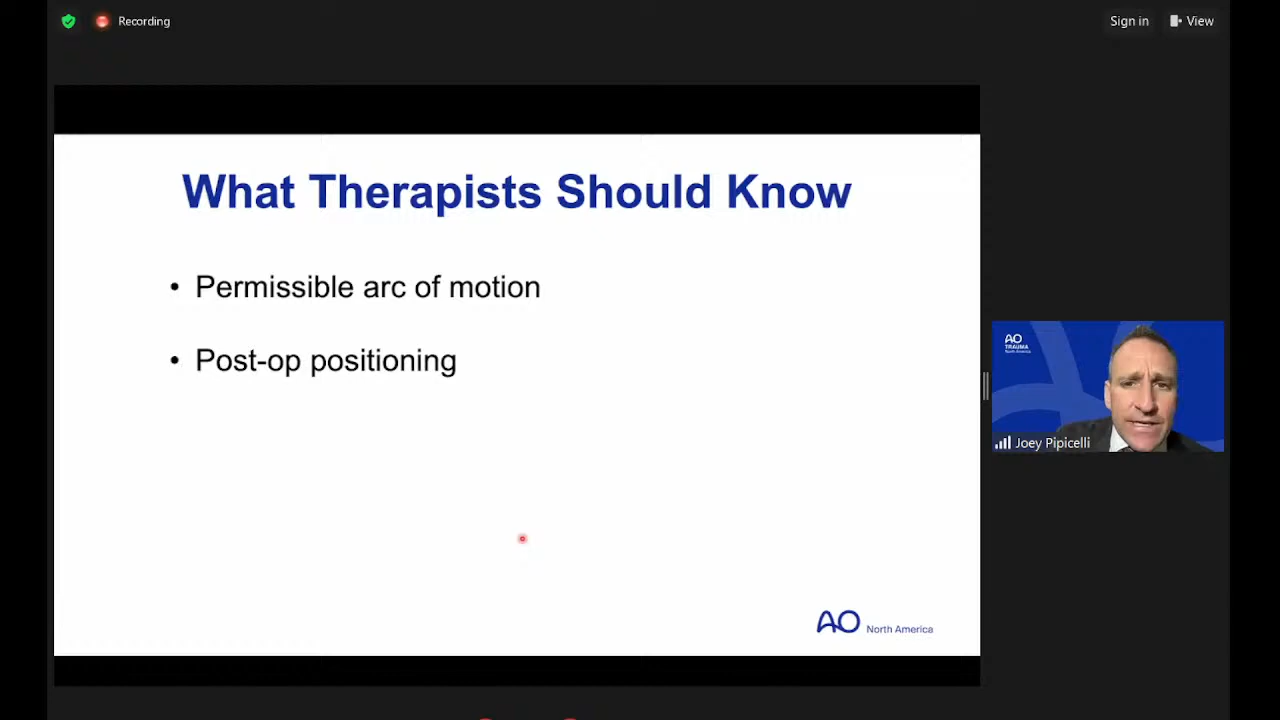 Recording
Sign in
View
What Therapists Should Know
• Permissible arc of motion
• Post-op positioning
AO North America
AO
TRAUMA
North America
Joey Pipicelli